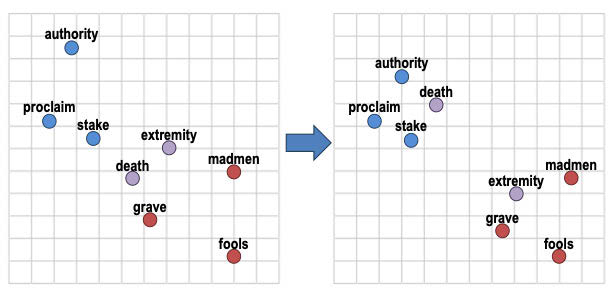 authority
proclaim
stake
extremity
death
madmen
grave
fools
authority
death
proclaim
stake
madmen
extremity
grave
fools